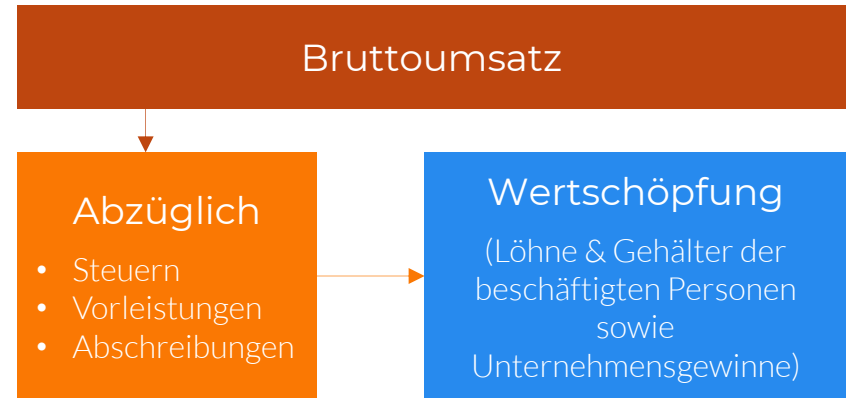 Bruttoumsatz
Abzüglich
• Steuern
• Vorleistungen
• Abschreibungen
Wertschöpfung
(Löhne & Gehälter der
beschäftigten Personen
sowie
Unternehmensgewinne)